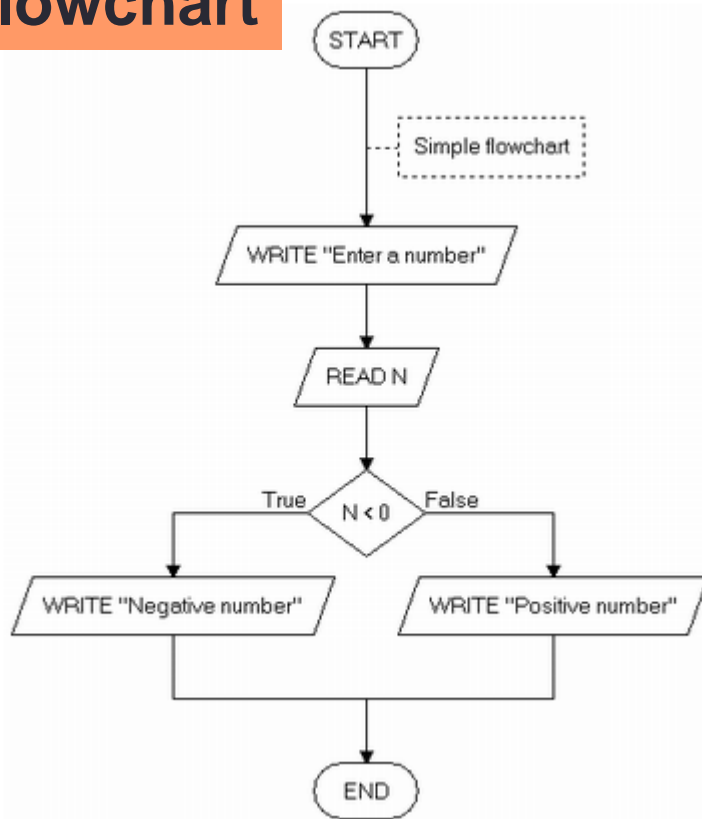 lowchart
START
Simple flowchart
WRITE "Enter a number"
READ N
True
N < 0
False
WRITE "Negative number"
WRITE "Positive number"
END